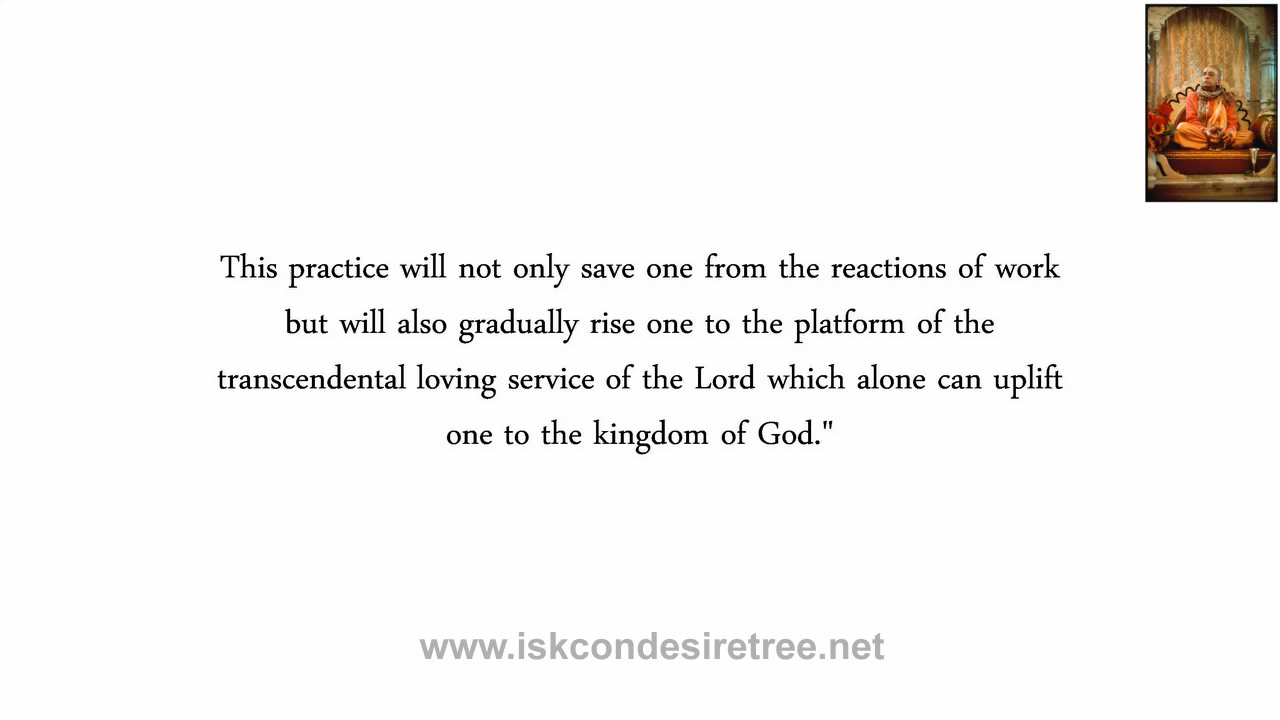 This practice will not only save one from the reactions of work
but will also gradually rise one to the platform of the
transcendental loving service of the Lord which alone can uplift
one to the kingdom of God."
www.iskcondesiretree.net